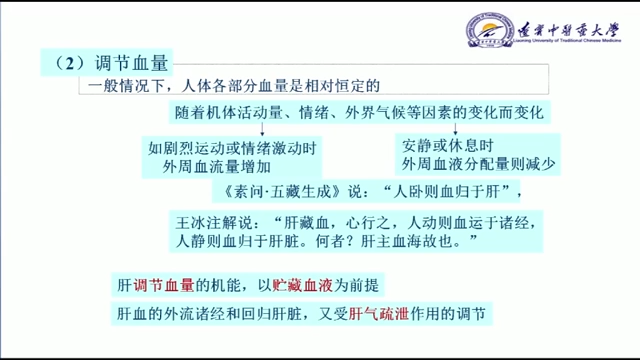 辽宁中医药大学
Liaoning University of Traditional Chinese Medicine
（2）调节血量
一般情况下，人体各部分血量是相对恒定的
随着机体活动量、情绪、外界气候等因素的变化而变化
如剧烈运动或情绪激动时
外周血流量增加
安静或休息时
外周血液分配量则减少
《素问·五藏生成》说：“人卧则血归于肝”，
王冰注解说：“肝藏血，心行之，人动则血运于诸经，
人静则血归于肝脏。何者？肝主血海故也。”
肝调节血量的机能，以贮藏血液为前提
肝血的外流诸经和回归肝脏，又受肝气疏泄作用的调节